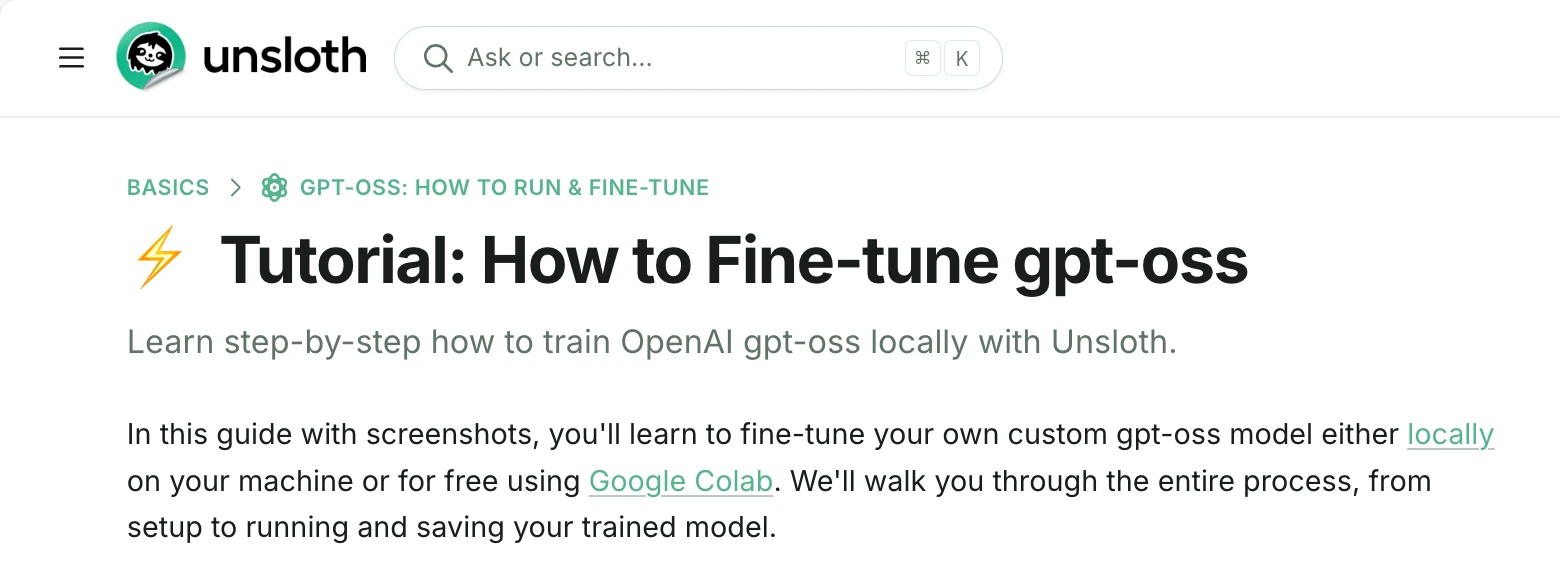 unsloth
Ask or search...
⌘ K
BASICS > GPT-OSS: HOW TO RUN & FINE-TUNE
⚡ Tutorial: How to Fine-tune gpt-oss
Learn step-by-step how to train OpenAI gpt-oss locally with Unsloth.
In this guide with screenshots, you'll learn to fine-tune your own custom gpt-oss model either locally
on your machine or for free using Google Colab. We'll walk you through the entire process, from
setup to running and saving your trained model.